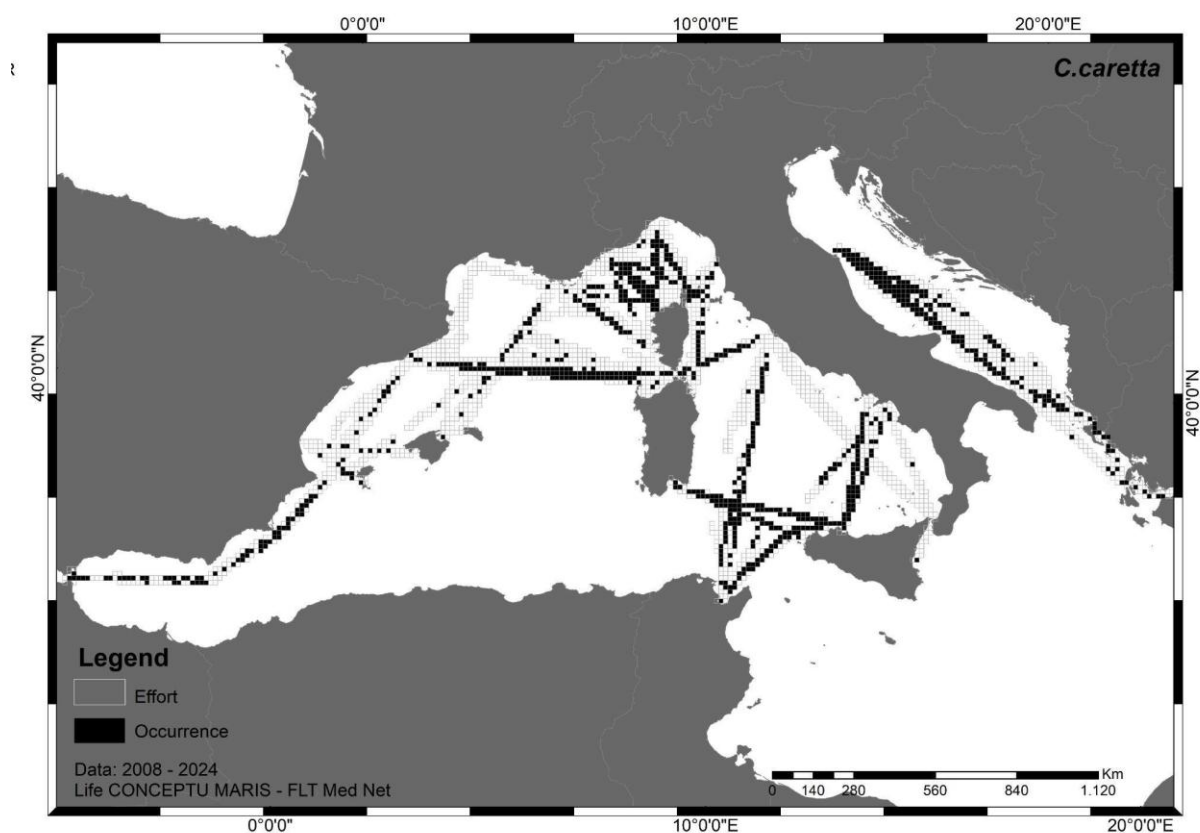 0°0'0" 10°0'0"E 20°0'0"E
C.caretta
40°0'0"N 40°0'0"N
Legend
Effort
Occurrence
Data: 2008 - 2024
Life CONCEPTU MARIS - FLT Med Net
Km
0 140 280 560 840 1.120
0°0'0" 10°0'0"E 20°0'0"E